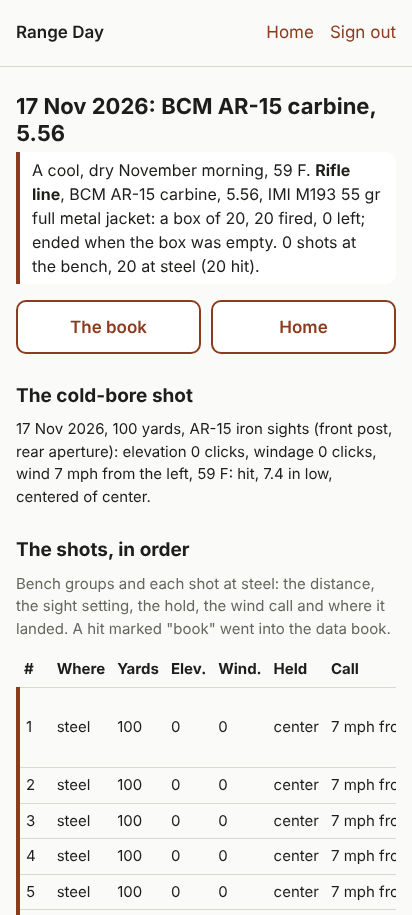 Range Day Home Sign out
17 Nov 2026: BCM AR-15 carbine,
5.56
A cool, dry November morning, 59 F. Rifle
line, BCM AR-15 carbine, 5.56, IMI M193 55 gr
full metal jacket: a box of 20, 20 fired, 0 left;
ended when the box was empty. 0 shots at
the bench, 20 at steel (20 hit).
The book Home
The cold-bore shot
17 Nov 2026, 100 yards, AR-15 iron sights (front post,
rear aperture): elevation 0 clicks, windage 0 clicks,
wind 7 mph from the left, 59 F: hit, 7.4 in low,
centered of center.
The shots, in order
Bench groups and each shot at steel: the distance,
the sight setting, the hold, the wind call and where it
landed. A hit marked "book" went into the data book.
# Where Yards Elev. Wind. Held Call
1 steel 100 0 0 center 7 mph
2 steel 100 0 0 center 7 mph
3 steel 100 0 0 center 7 mph
4 steel 100 0 0 center 7 mph
5 steel 100 0 0 center 7 mph